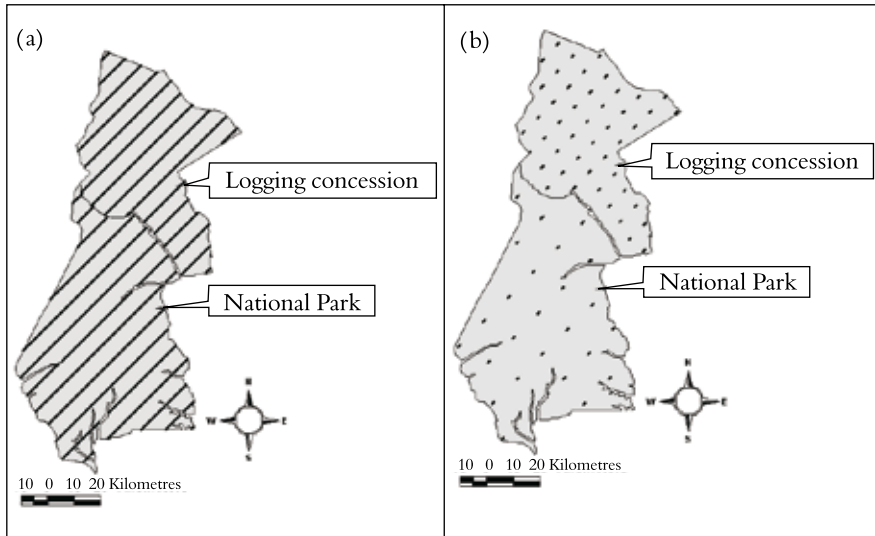 (a)
Logging concession
National Park
N
W E
S
10 0 10 20 Kilometres
(b)
Logging concession
National Park
N
W E
S
10 0 10 20 Kilometres